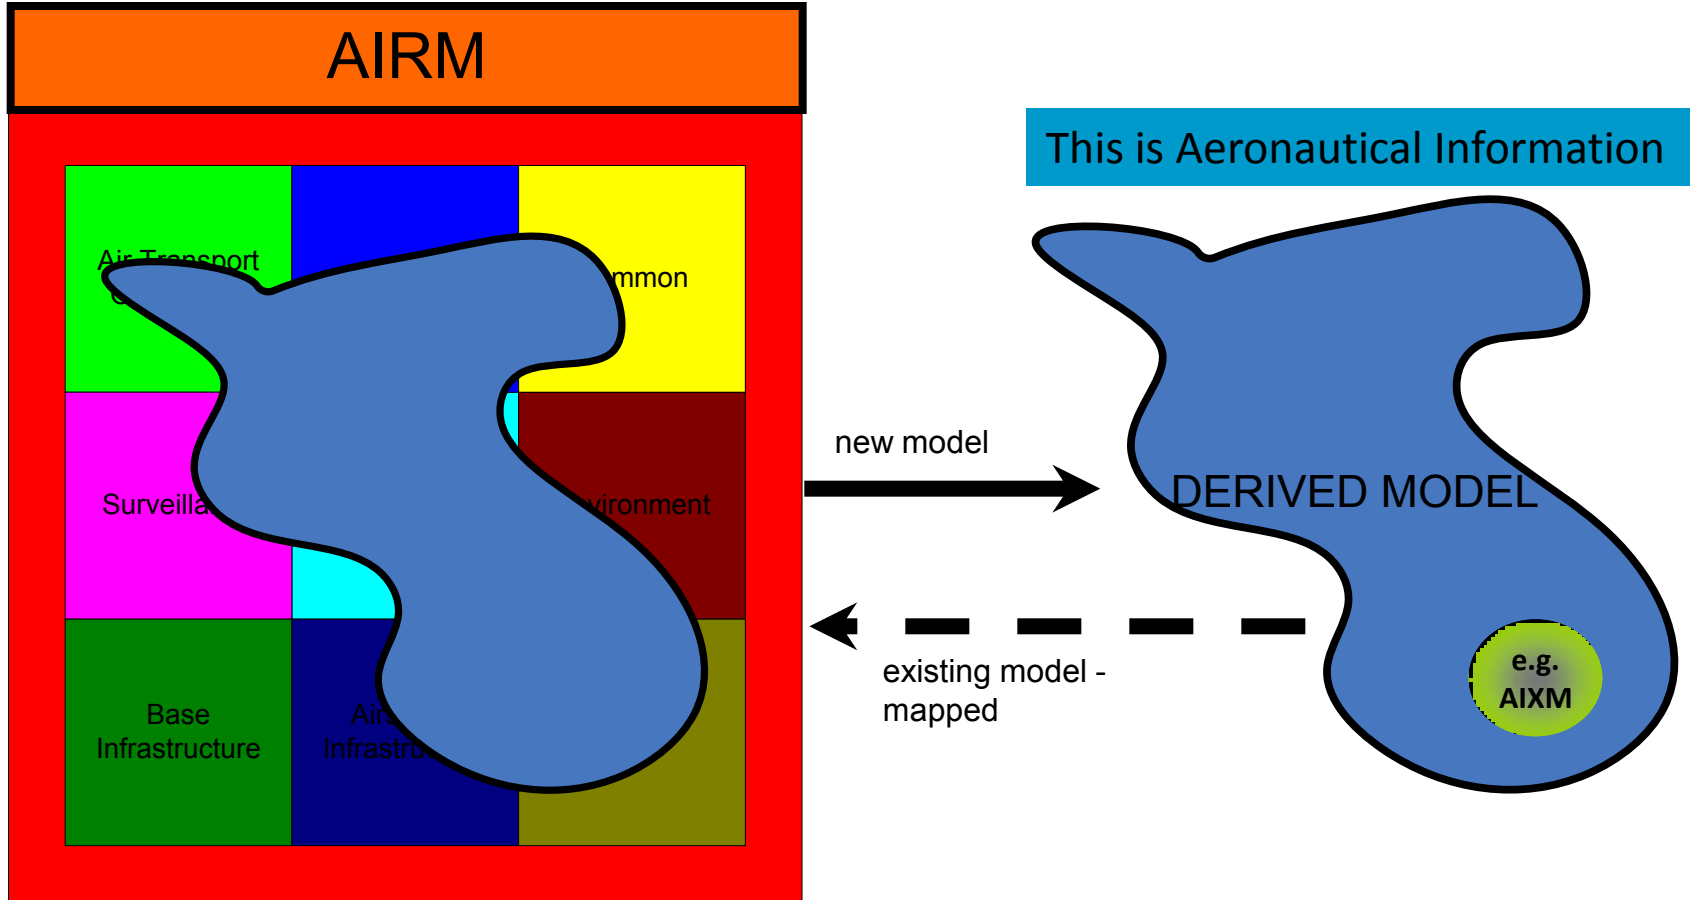 AIRM
This is Aeronautical Information
Air Transport
mmon
new model
DERIVED MODEL
Surveilla
vironment
existing model -
mapped
e.g.
AIXM
Base
Infrastructure
Infrastru